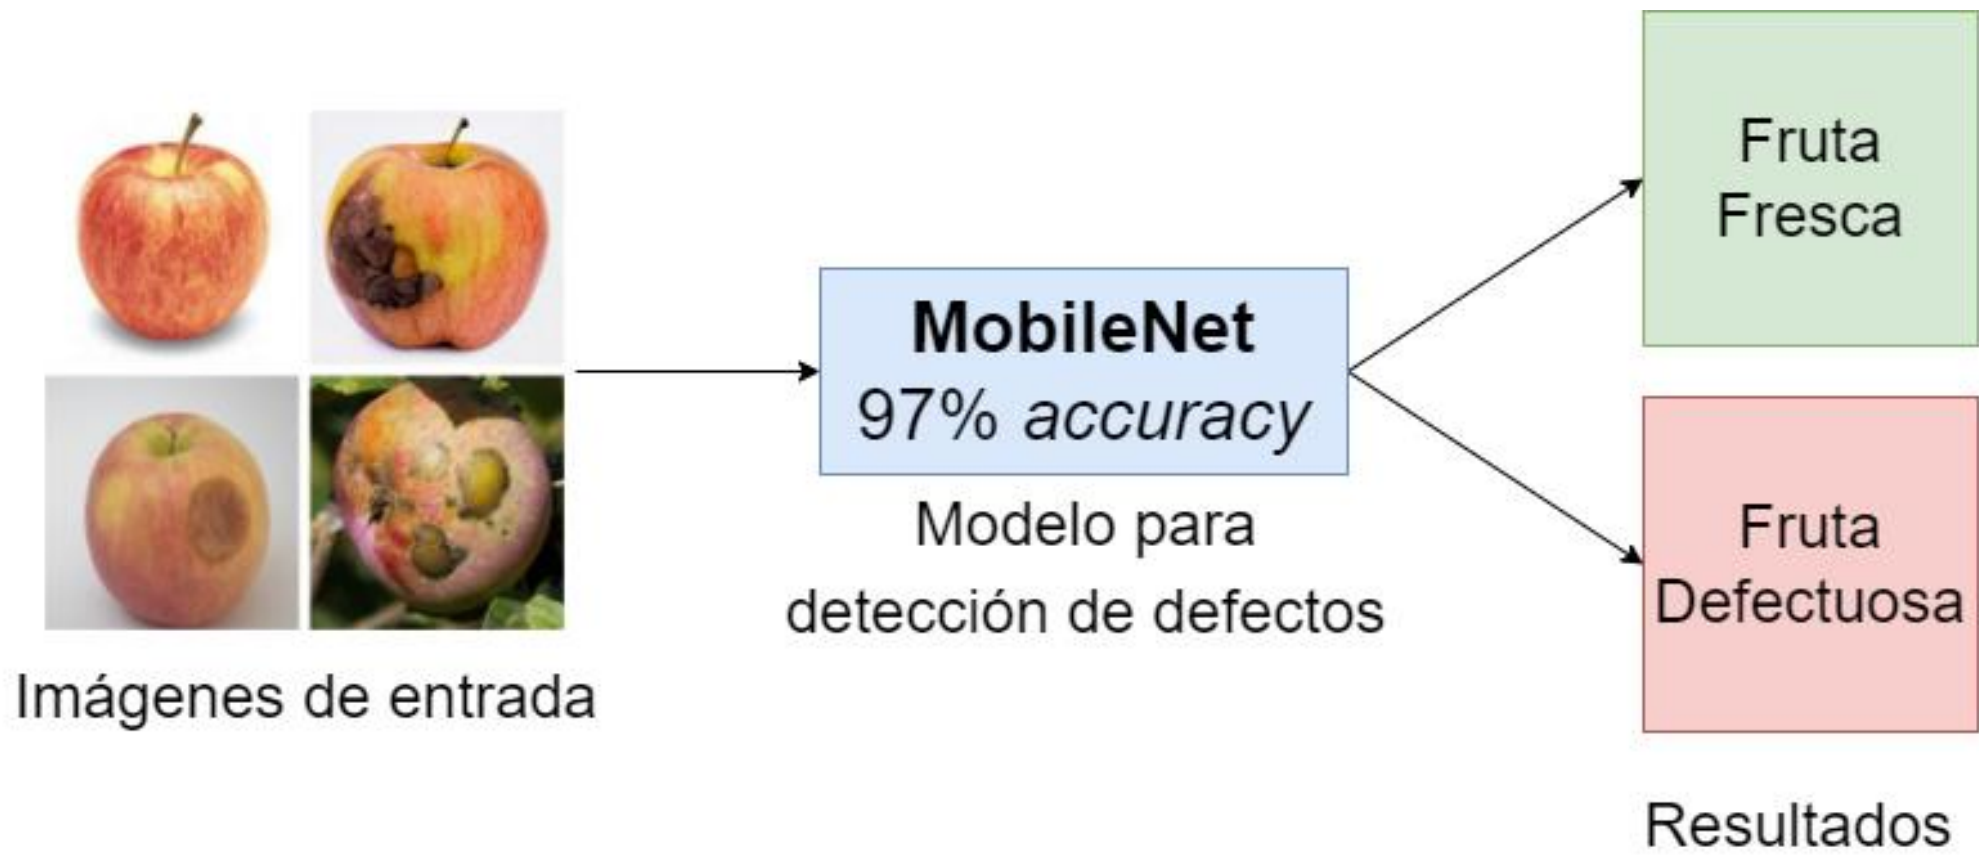 Imágenes de entrada
MobileNet
97% accuracy
Modelo para
detección de defectos
Fruta
Fresca
Fruta
Defectuosa
Resultados